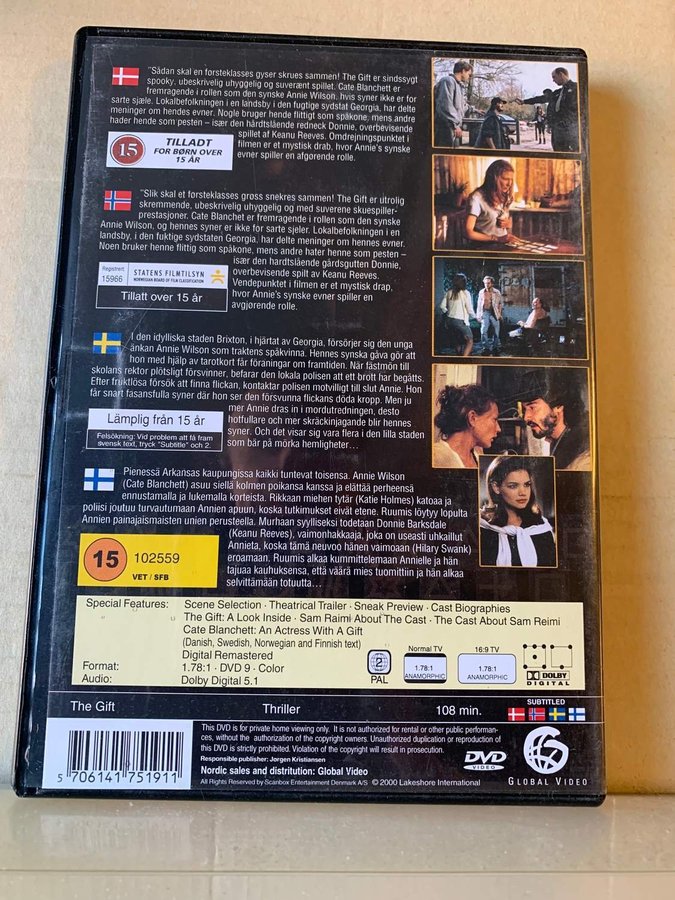 "Sådan skal en førsteklasses gyser skrues sammen! The Gift er sindssygt
spooky, ubeskrivelig uhyggelig og suverænt spillet. Cate Blanchett er
fremragende i rollen som den synske Annie Wilson, hvis syner ikke er for
sarte sjæle. Lokalbefolkningen i en landsby i den fugtige sydstat Georgia, har delte
meninger om hendes evner. Nogle bruger hende flittigt som spåkone, mens andre
hader hende som pesten – især den hårdtslående redneck Donnie, overbevisende
spillet af Keanu Reeves. Omdrejningspunktet i
filmen er et mystisk drab, hvor Annie's synske
evner spiller en afgørende rolle.
15
TILLADT
FOR BØRN OVER
15 ÅR
"Slik skal et førsteklasses gross snekres sammen! The Gift er utrolig
skremmende, ubeskrivelig uhyggelig og med suverene skuespiller-
prestasjoner. Cate Blanchet er fremragende i rollen som den synske
Annie Wilson, og hennes syner er ikke for sarte sjeler. Lokalbefolkningen i en
landsby, i den fuktige sydstaten Georgia, har delte meninger om hennes evner.
Noen bruker henne flittig som spåkone, mens andre hater henne som pesten –
især den hardtslående gårdsgutten Donnie,
overbevisende spilt av Keanu Reeves.
Vendepunktet i filmen er et mystisk drap,
hvor Annie's synske evner spiller en
avgjørende rolle.
Registrert
15966
STATENS FILMTILSYN
NORWEGIAN BOARD OF FILM CLASSIFICATION
Tillatt over 15 år
I den idylliska staden Brixton, i hjärtat av Georgia, försörjer sig den unga
änkan Annie Wilson som traktens spåkvinna. Hennes synska gåva gör att
hon med hjälp av tarotkort får föraningar om framtiden. När fästmön till
skolans rektor plötsligt försvinner, befarar den lokala polisen att ett brott har begåtts.
Efter fruktlösa försök att finna flickan, kontaktar polisen motvilligt till slut Annie. Hon
får snart fasansfulla syner där hon ser den försvunna flickans döda kropp. Men ju
mer Annie dras in i mordutredningen, desto
hotfullare och mer skräckinjagande blir hennes
syner. Och det visar sig vara flera i den lilla staden
som bär på mörka hemligheter…
Lämplig från 15 år
Felsökning: Vid problem att få fram
svensk text, tryck "Subtitle" och 2.
Pienessä Arkansas kaupungissa kaikki tuntevat toisensa. Annie Wilson
(Cate Blanchett) asuu siellä kolmen poikansa kanssa ja elättää perheensä
ennustamalla ja lukemalla korteista. Rikkaan miehen tytär (Katie Holmes) katoaa ja
poliisi joutuu turvautumaan Annien apuun, koska tutkimukset eivät etene. Ruumis löytyy lopulta
Annien painajaismaisten unien perusteella. Murhaan syylliseksi todetaan Donnie Barksdale
(Keanu Reeves), vaimonhakkaaja, joka on useasti uhkaillut
Annieta, koska tämä neuvoo hänen vaimoaan (Hilary Swank)
eroamaan. Ruumis alkaa kummittelemaan Annielle ja hän
tajuaa kauhuksensa, että väärä mies tuomittiin ja hän alkaa
selvittämään totuutta…
15
102559
VET / SFB
Special Features: Scene Selection · Theatrical Trailer · Sneak Preview · Cast Biographies
The Gift: A Look Inside · Sam Raimi About The Cast · The Cast About Sam Reimi
Cate Blanchett: An Actress With A Gift
(Danish, Swedish, Norwegian and Finnish text)
Digital Remastered
Format: 1.78:1 · DVD 9 · Color
Audio: Dolby Digital 5.1
2
PAL
Normal TV
1.78:1
ANAMORPHIC
16:9 TV
1.78:1
ANAMORPHIC
DOLBY
DIGITAL
The Gift Thriller 108 min.
SUBTITLED
5 706141 751911
This DVD is for private home viewing only. It is not authorized for rental or other public performan-
ces, without the authorization of the copyright owners. Unauthorized duplication or reproduction of
this DVD is strictly prohibited. Violation of the copyright will result in prosecution.
Responsible publisher: Jørgen Kristiansen
Nordic sales and distritution: Global Video
All Rights Reserved by Scanbox Entertainment Denmark A/S © 2000 Lakeshore International
DVD
VIDEO
GLOBAL VIDEO